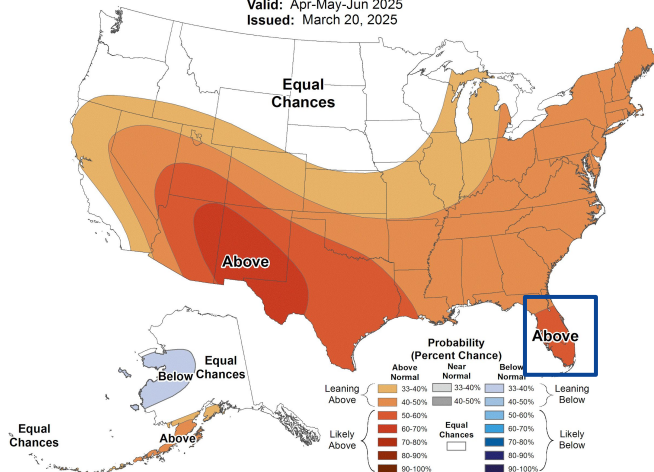 Valid: Apr-May-Jun 2025
Issued: March 20, 2025
Equal
Chances
Above
Above
Below
Equal
Chances
Above
Equal
Chances
Probability
(Percent Chance)
Above
Normal
Near
Normal
Below
Normal
Leaning
Above
33-40%
40-50%
33-40%
40-50%
33-40%
40-50%
Leaning
Below
Likely
Above
50-60%
60-70%
70-80%
80-90%
90-100%
Equal
Chances
50-60%
60-70%
70-80%
80-90%
90-100%
Likely
Below